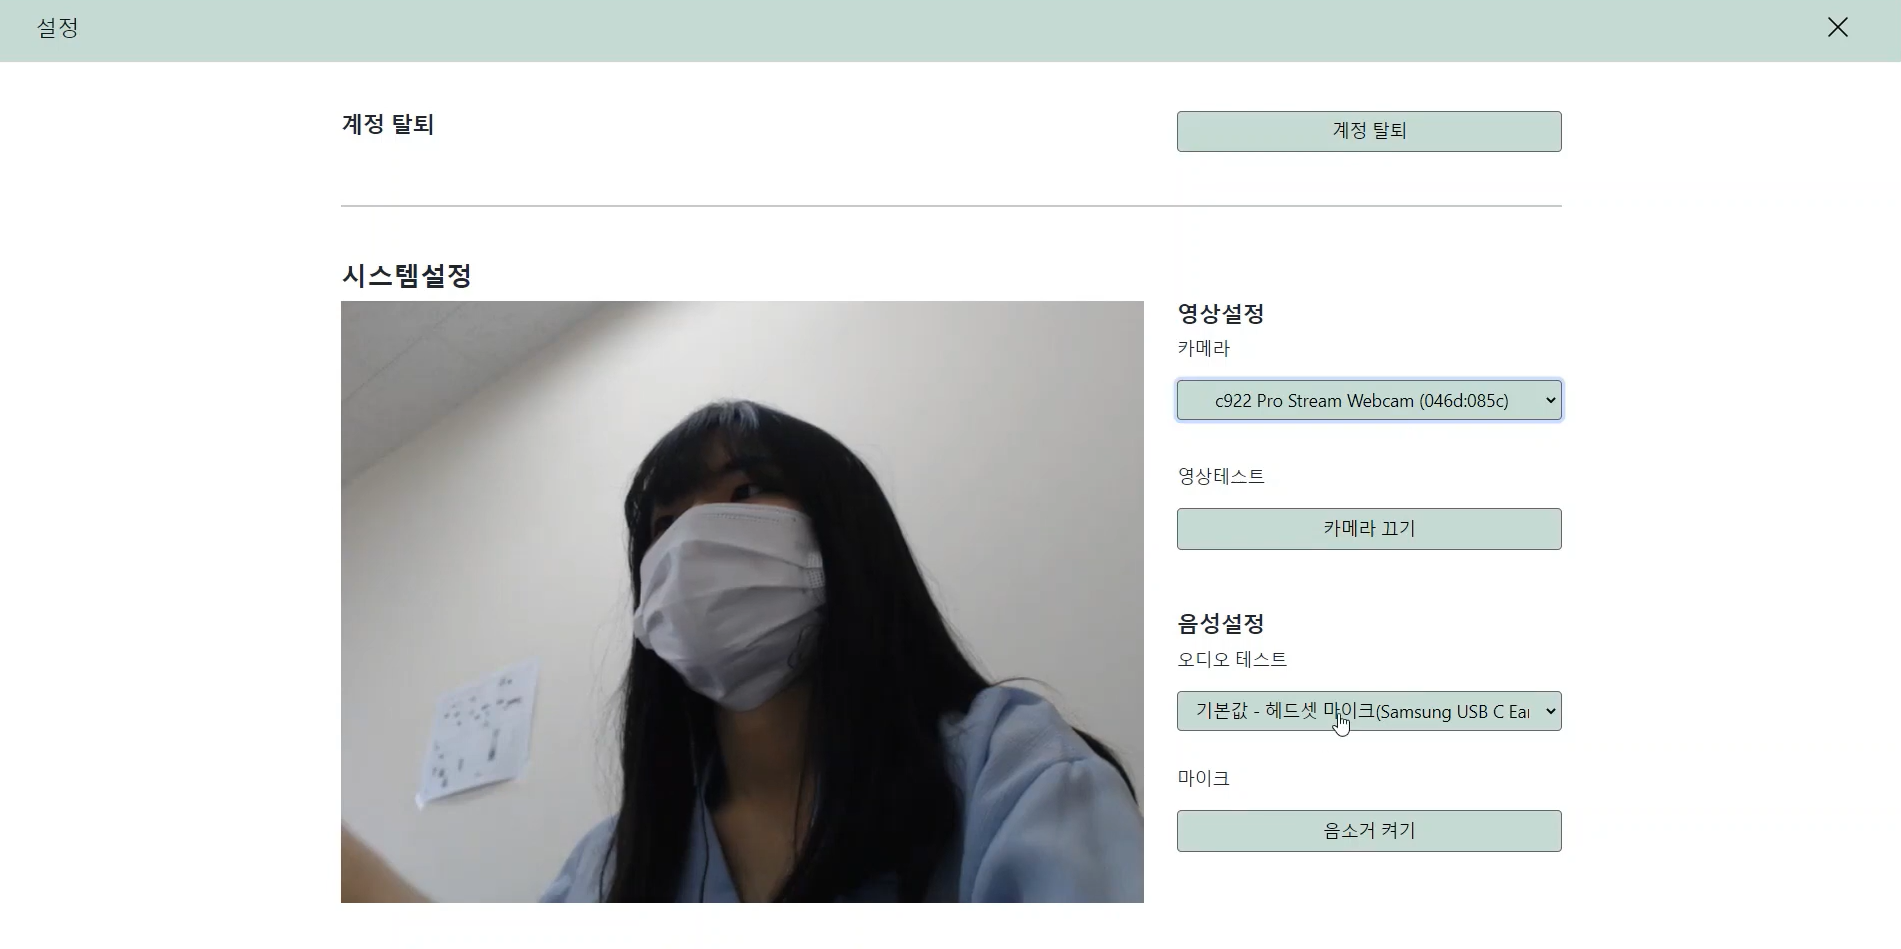 설정
계정 탈퇴
계정 탈퇴
시스템설정
영상설정
카메라
c922 Pro Stream Webcam (046d:085c)
영상테스트
카메라 끄기
음성설정
오디오 테스트
기본값 - 헤드셋 마이크(Samsung USB C Ear
마이크
음소거 켜기